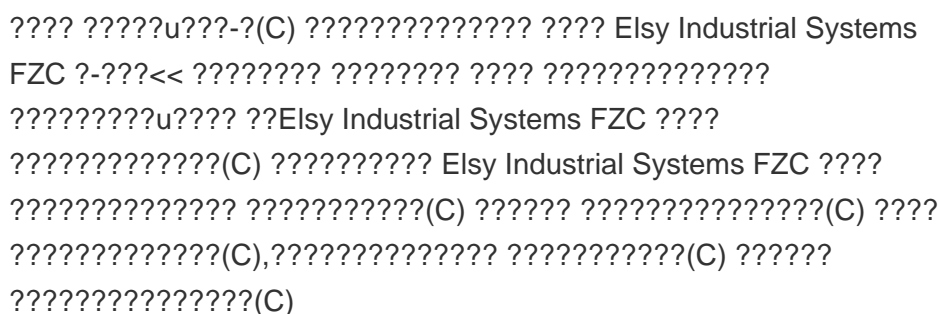 ???? ?????u???-?(C) ?????????????? ???? Elsy Industrial Systems
FZC ?-???<< ???????? ???????? ???? ??????????????
?????????u???? ??Elsy Industrial Systems FZC ????
?????????????(C) ?????????? Elsy Industrial Systems FZC ????
?????????????? ???????????(C) ?????? ???????????????(C) ????
?????????????(C),?????????????? ???????????(C) ??????
???????????????(C)